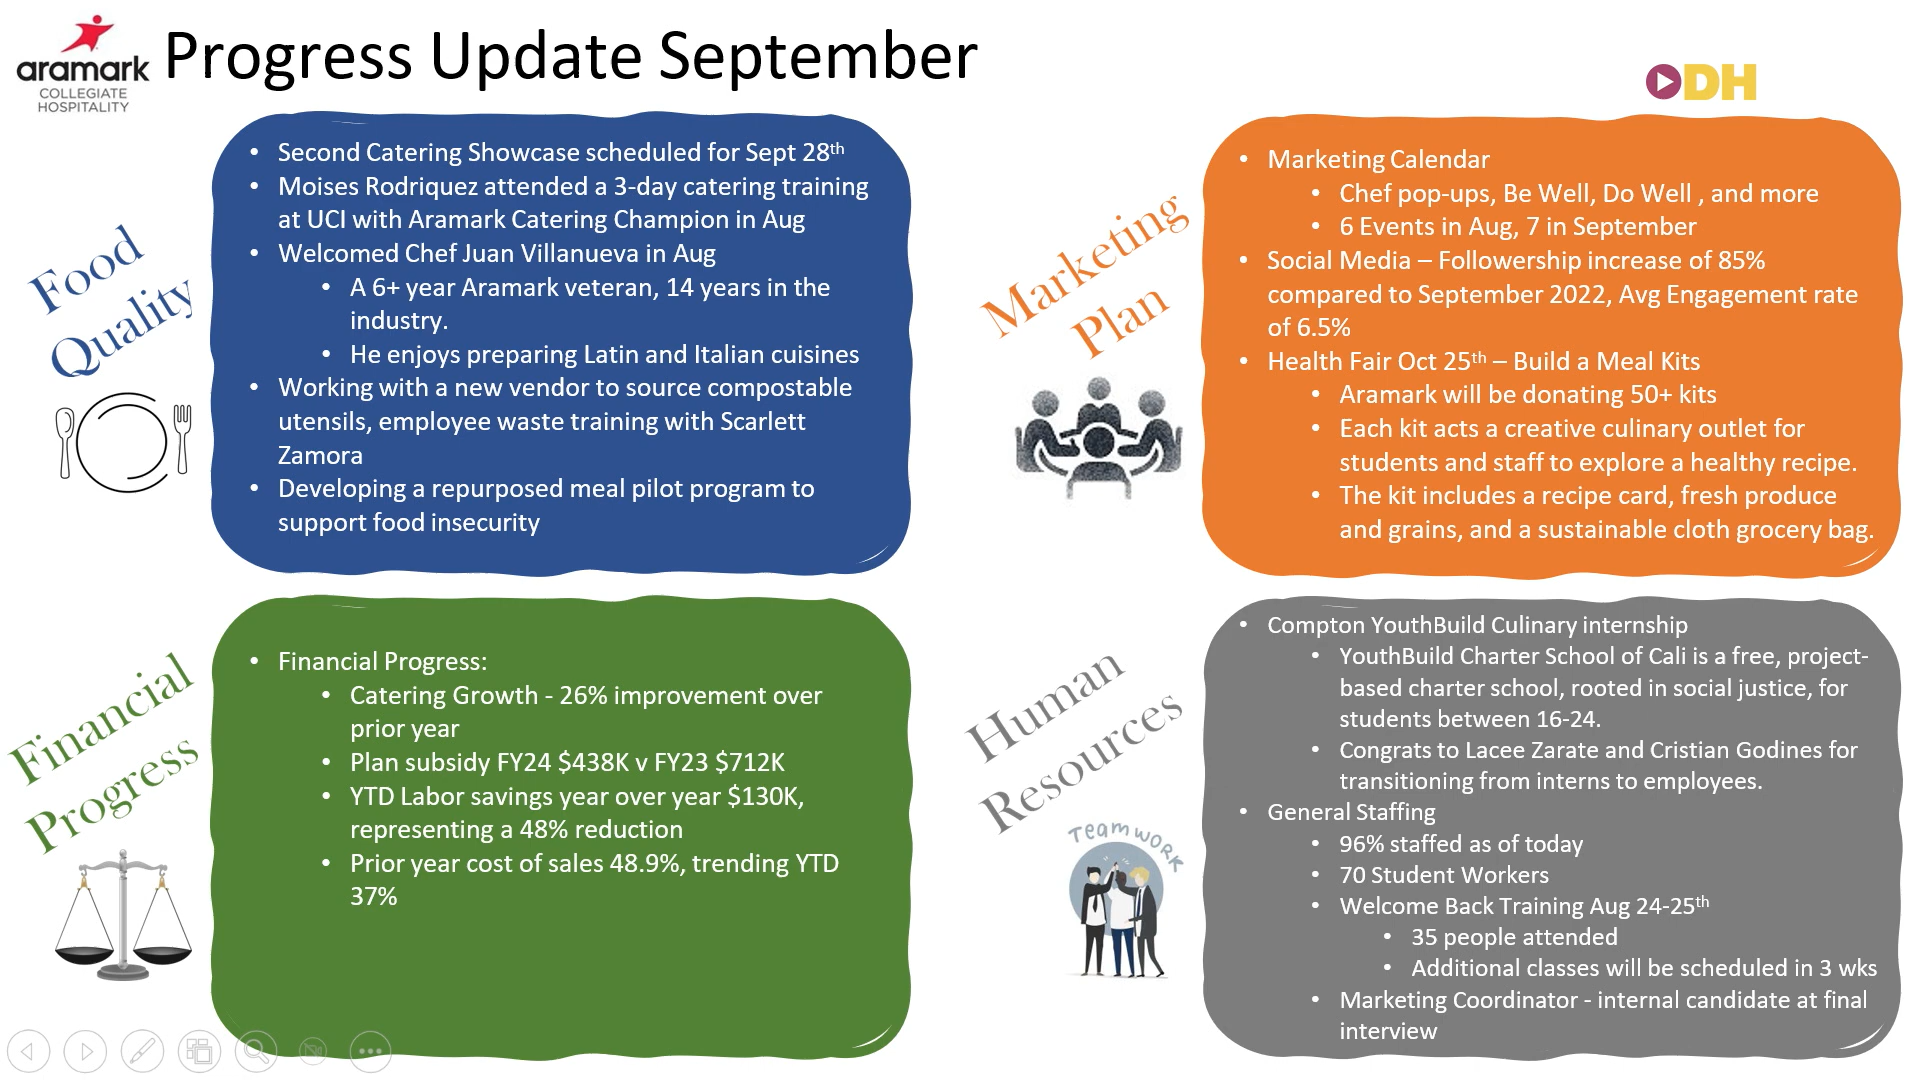 aramark
COLLEGIATE
HOSPITALITY
Progress Update September
DH
Food
Quality
• Second Catering Showcase scheduled for Sept 28th
• Moises Rodriquez attended a 3-day catering training
at UCI with Aramark Catering Champion in Aug
• Welcomed Chef Juan Villanueva in Aug
• A 6+ year Aramark veteran, 14 years in the
industry.
• He enjoys preparing Latin and Italian cuisines
• Working with a new vendor to source compostable
utensils, employee waste training with Scarlett
Zamora
• Developing a repurposed meal pilot program to
support food insecurity
Marketing
Plan
• Marketing Calendar
• Chef pop-ups, Be Well, Do Well , and more
• 6 Events in Aug, 7 in September
• Social Media – Followership increase of 85%
compared to September 2022, Avg Engagement rate
of 6.5%
• Health Fair Oct 25th – Build a Meal Kits
• Aramark will be donating 50+ kits
• Each kit acts a creative culinary outlet for
students and staff to explore a healthy recipe.
• The kit includes a recipe card, fresh produce
and grains, and a sustainable cloth grocery bag.
Financial
Progress
• Financial Progress:
• Catering Growth - 26% improvement over
prior year
• Plan subsidy FY24 $438K v FY23 $712K
• YTD Labor savings year over year $130K,
representing a 48% reduction
• Prior year cost of sales 48.9%, trending YTD
37%
Human
Resources
TEAMWORK
• Compton YouthBuild Culinary internship
• YouthBuild Charter School of Cali is a free, project-
based charter school, rooted in social justice, for
students between 16-24.
• Congrats to Lacee Zarate and Cristian Godines for
transitioning from interns to employees.
• General Staffing
• 96% staffed as of today
• 70 Student Workers
• Welcome Back Training Aug 24-25th
• 35 people attended
• Additional classes will be scheduled in 3 wks
• Marketing Coordinator - internal candidate at final
interview